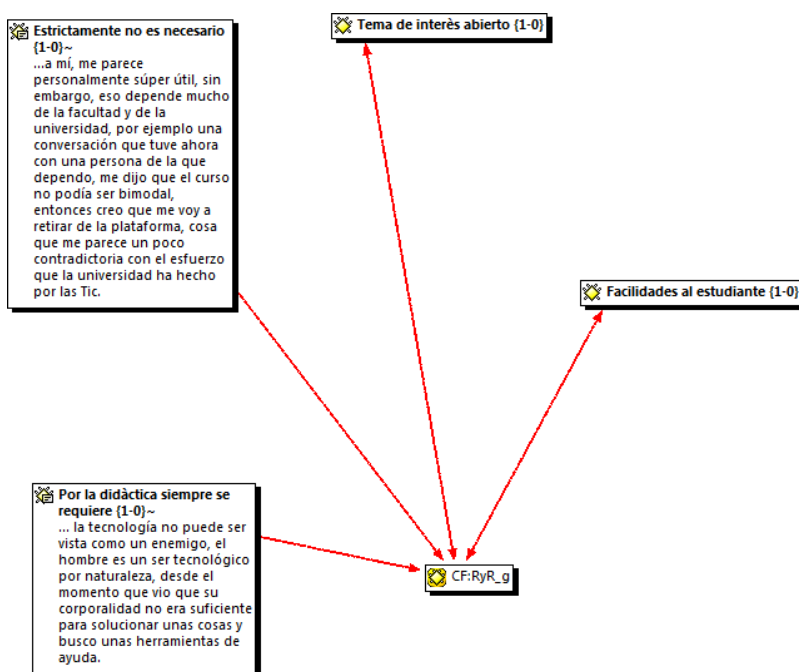 Estrictamente no es necesario
{1-0}~
...a mí, me parece
personalmente súper útil, sin
embargo, eso depende mucho
de la facultad y de la
universidad, por ejemplo una
conversación que tuve ahora
con una persona de la que
dependo, me dijo que el curso
no podía ser bimodal,
entonces creo que me voy a
retirar de la plataforma, cosa
que me parece un poco
contradictoria con el esfuerzo
que la universidad ha hecho
por las Tic.
Tema de interès abierto {1-0}
Facilidades al estudiante {1-0}
Por la didàctica siempre se
requiere {1-0}~
... la tecnología no puede ser
vista como un enemigo, el
hombre es un ser tecnológico
por naturaleza, desde el
momento que vio que su
corporalidad no era suficiente
para solucionar unas cosas y
busco unas herramientas de
ayuda.
CF:RyR_g